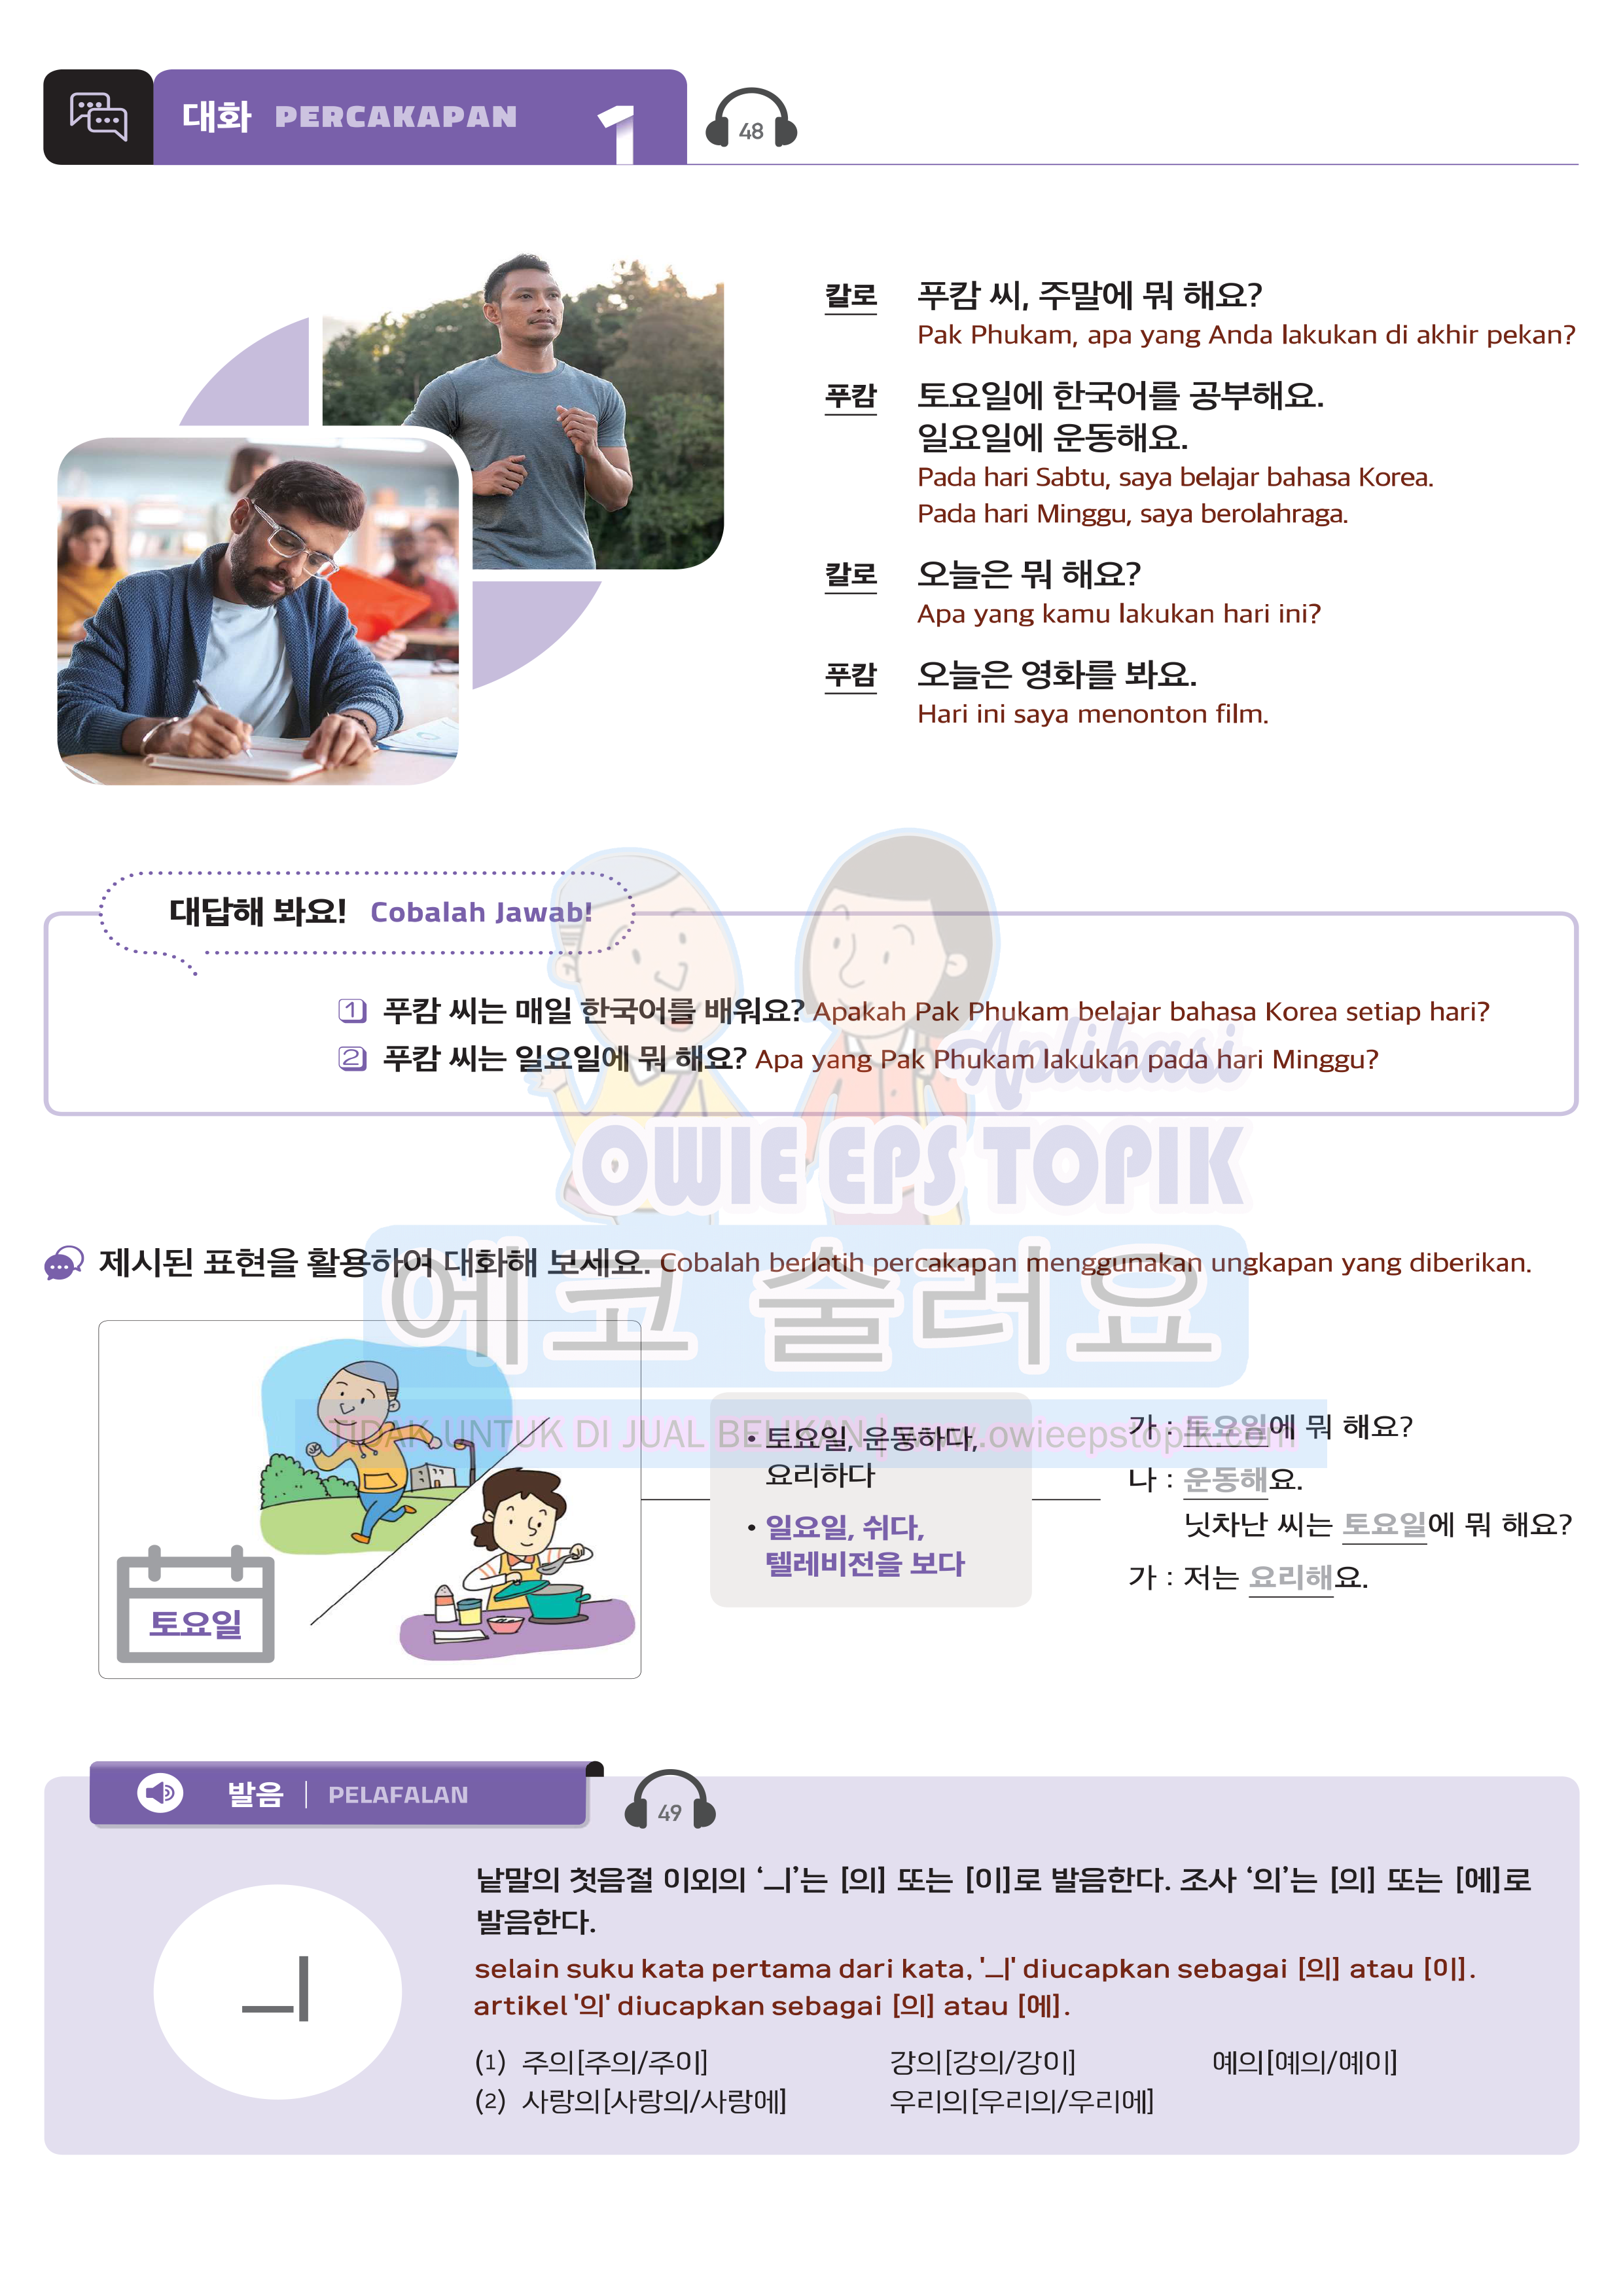 대화 PERCAKAPAN 1 48
칼로 푸캄 씨, 주말에 뭐 해요?
Pak Phukam, apa yang Anda lakukan di akhir pekan?
푸캄 토요일에 한국어를 공부해요.
일요일에 운동해요.
Pada hari Sabtu, saya belajar bahasa Korea.
Pada hari Minggu, saya berolahraga.
칼로 오늘은 뭐 해요?
Apa yang kamu lakukan hari ini?
푸캄 오늘은 영화를 봐요.
Hari ini saya menonton film.
대답해 봐요! Cobalah Jawab!
1 푸캄 씨는 매일 한국어를 배워요? Apakah Pak Phukam belajar bahasa Korea setiap hari?
2 푸캄 씨는 일요일에 뭐 해요? Apa yang Pak Phukam lakukan pada hari Minggu?
Aplikasi
OWIE EPS TOPIK
제시된 표현을 활용하여 대화해 보세요. Cobalah berlatih percakapan menggunakan ungkapan yang diberikan.
에코 술러요
TIDAK UNTUK DI JUAL BELIKAN | www.owieepstopik.com
토요일
• 토요일, 운동하다,
요리하다
• 일요일, 쉬다,
텔레비전을 보다
가 : 토요일에 뭐 해요?
나 : 운동해요.
닛차난 씨는 토요일에 뭐 해요?
가 : 저는 요리해요.
발음 | PELAFALAN 49
ㅢ
낱말의 첫음절 이외의 ‘ㅢ’는 [의] 또는 [이]로 발음한다. 조사 ‘의’는 [의] 또는 [에]로
발음한다.
selain suku kata pertama dari kata, 'ㅢ' diucapkan sebagai [의] atau [이].
artikel '의' diucapkan sebagai [의] atau [에].
(1) 주의[주의/주이] 강의[강의/강이] 예의[예의/예이]
(2) 사랑의[사랑의/사랑에] 우리의[우리의/우리에]